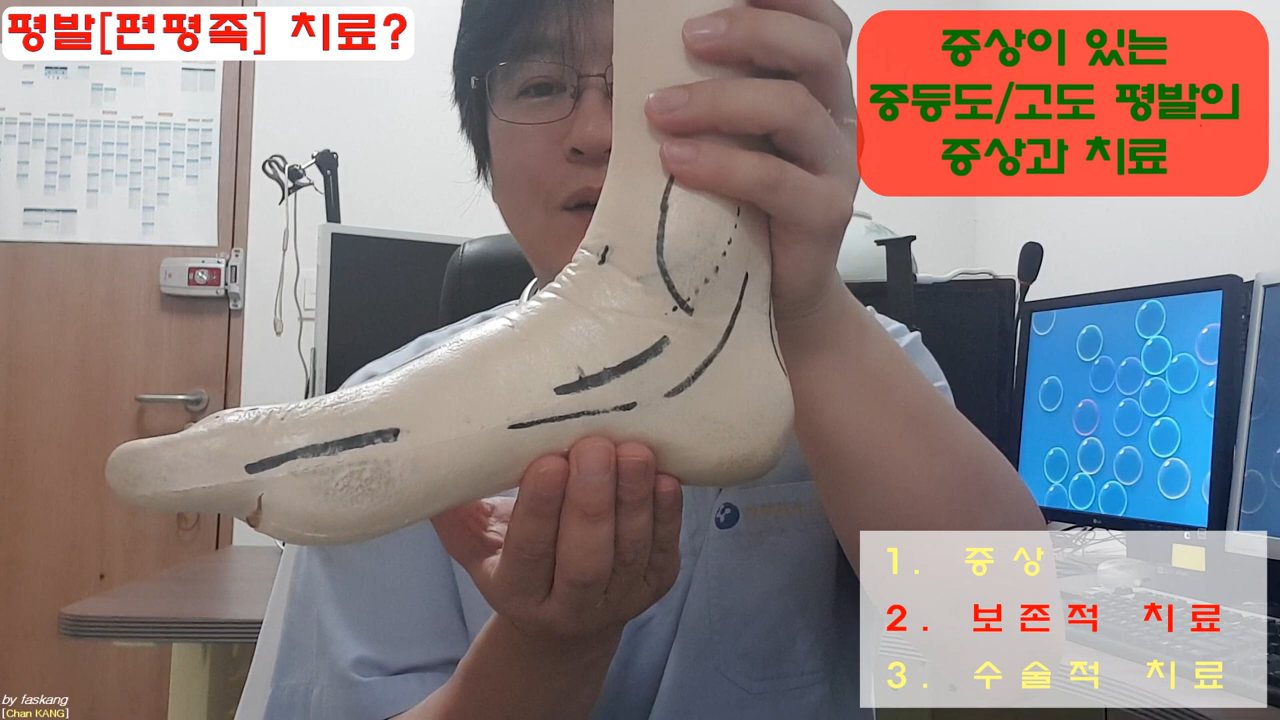 평발[편평족] 치료?
증상이 있는
중등도/고도 평발의
증상과 치료
1. 증상
2. 보존적 치료
3. 수술적 치료
by faskang
[Chan KANG]